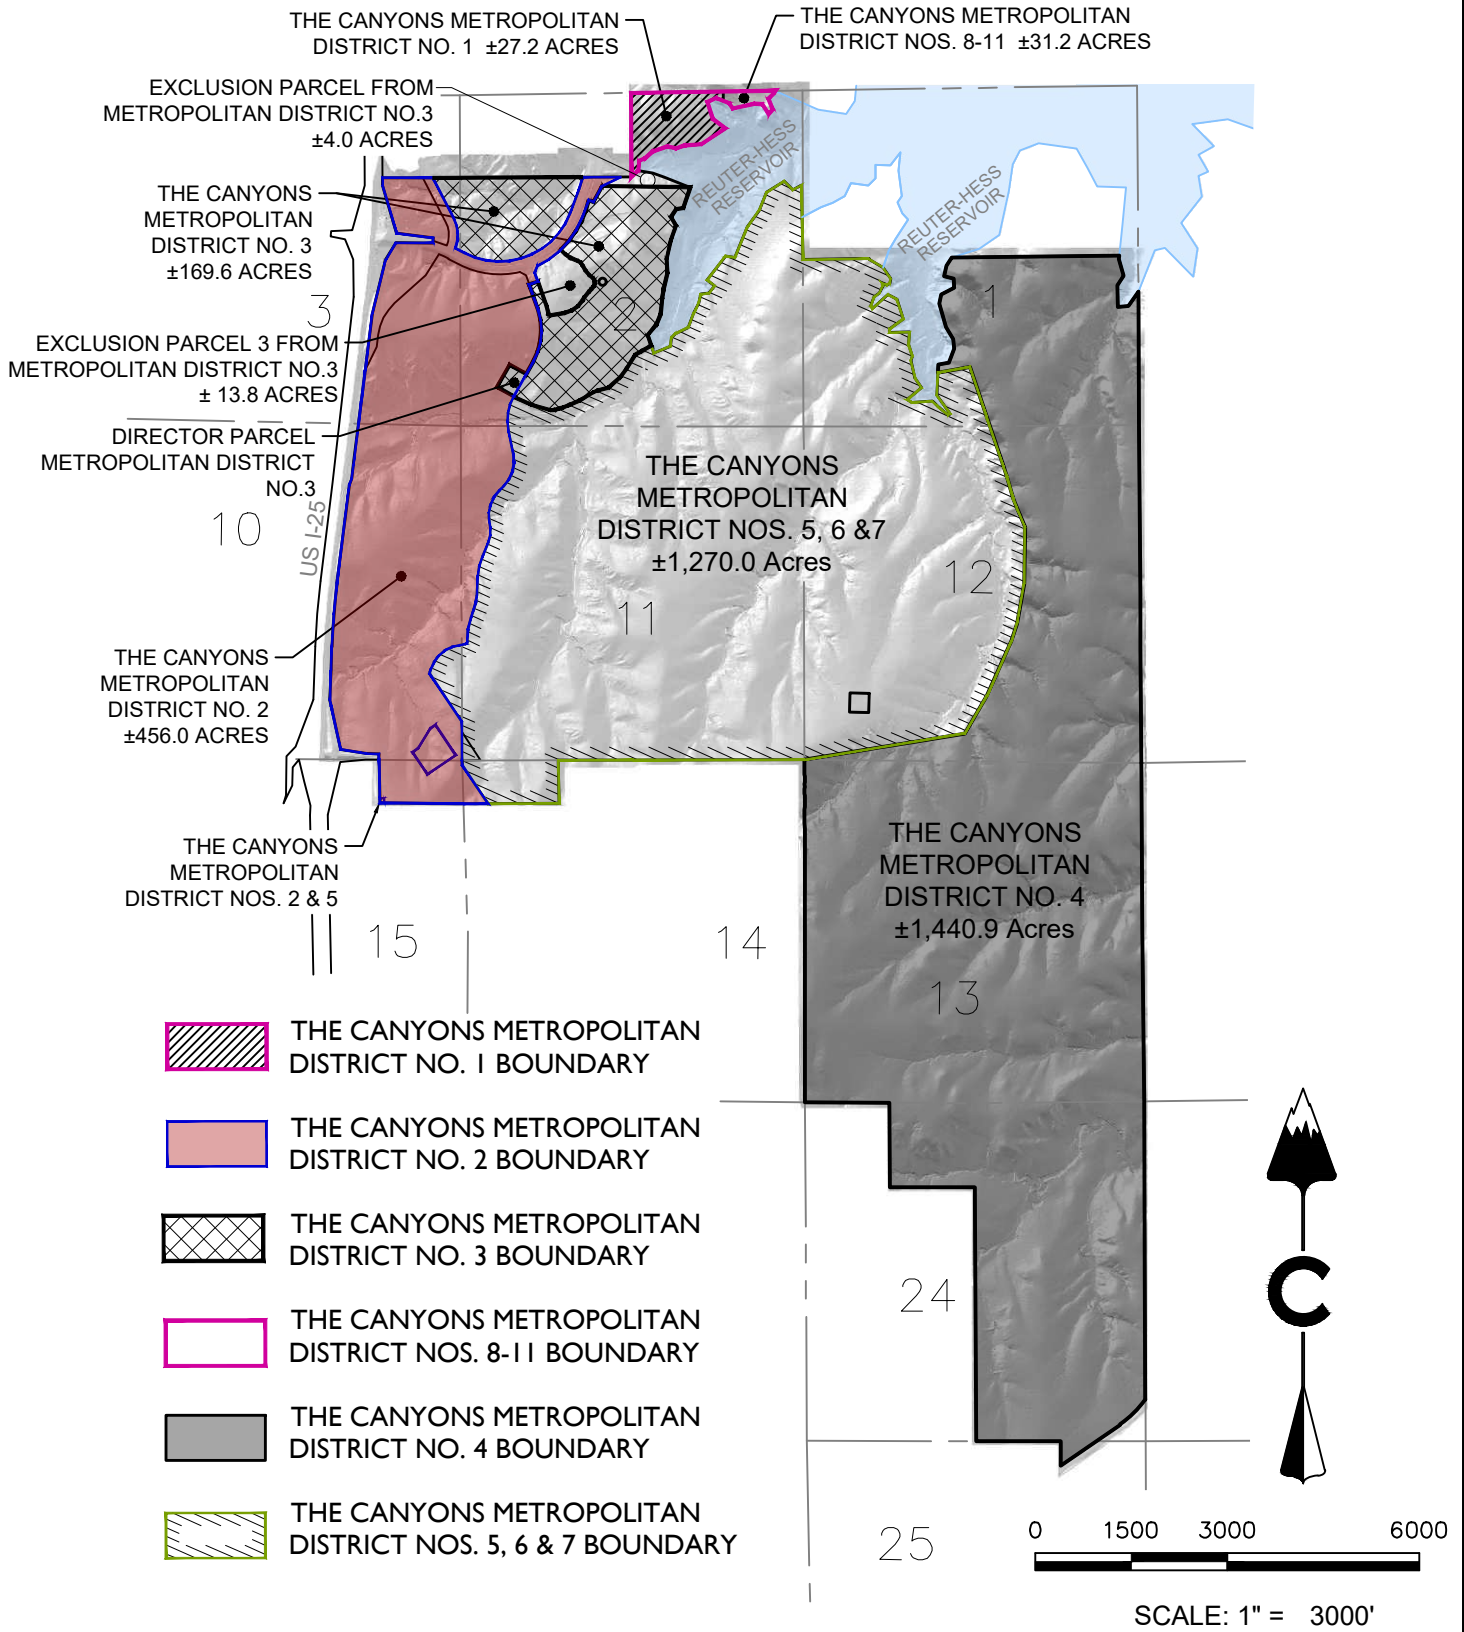 THE CANYONS METROPOLITAN
DISTRICT NO. 1 ±27.2 ACRES
THE CANYONS METROPOLITAN
DISTRICT NOS. 8-11 ±31.2 ACRES
EXCLUSION PARCEL FROM
METROPOLITAN DISTRICT NO.3
±4.0 ACRES
THE CANYONS
METROPOLITAN
DISTRICT NO. 3
±169.6 ACRES
REUTER-HESS
RESERVOIR
REUTER-HESS
RESERVOIR
3
2
1
EXCLUSION PARCEL 3 FROM
METROPOLITAN DISTRICT NO.3
± 13.8 ACRES
DIRECTOR PARCEL
METROPOLITAN DISTRICT
NO.3
THE CANYONS
METROPOLITAN
DISTRICT NOS. 5, 6 &7
±1,270.0 Acres
10
US I-25
11
12
THE CANYONS
METROPOLITAN
DISTRICT NO. 2
±456.0 ACRES
THE CANYONS
METROPOLITAN
DISTRICT NOS. 2 & 5
THE CANYONS
METROPOLITAN
DISTRICT NO. 4
±1,440.9 Acres
15
14
13
THE CANYONS METROPOLITAN
DISTRICT NO. 1 BOUNDARY
THE CANYONS METROPOLITAN
DISTRICT NO. 2 BOUNDARY
THE CANYONS METROPOLITAN
DISTRICT NO. 3 BOUNDARY
THE CANYONS METROPOLITAN
DISTRICT NOS. 8-11 BOUNDARY
THE CANYONS METROPOLITAN
DISTRICT NO. 4 BOUNDARY
THE CANYONS METROPOLITAN
DISTRICT NOS. 5, 6 & 7 BOUNDARY
24
25
C
0 1500 3000 6000
SCALE: 1" = 3000'